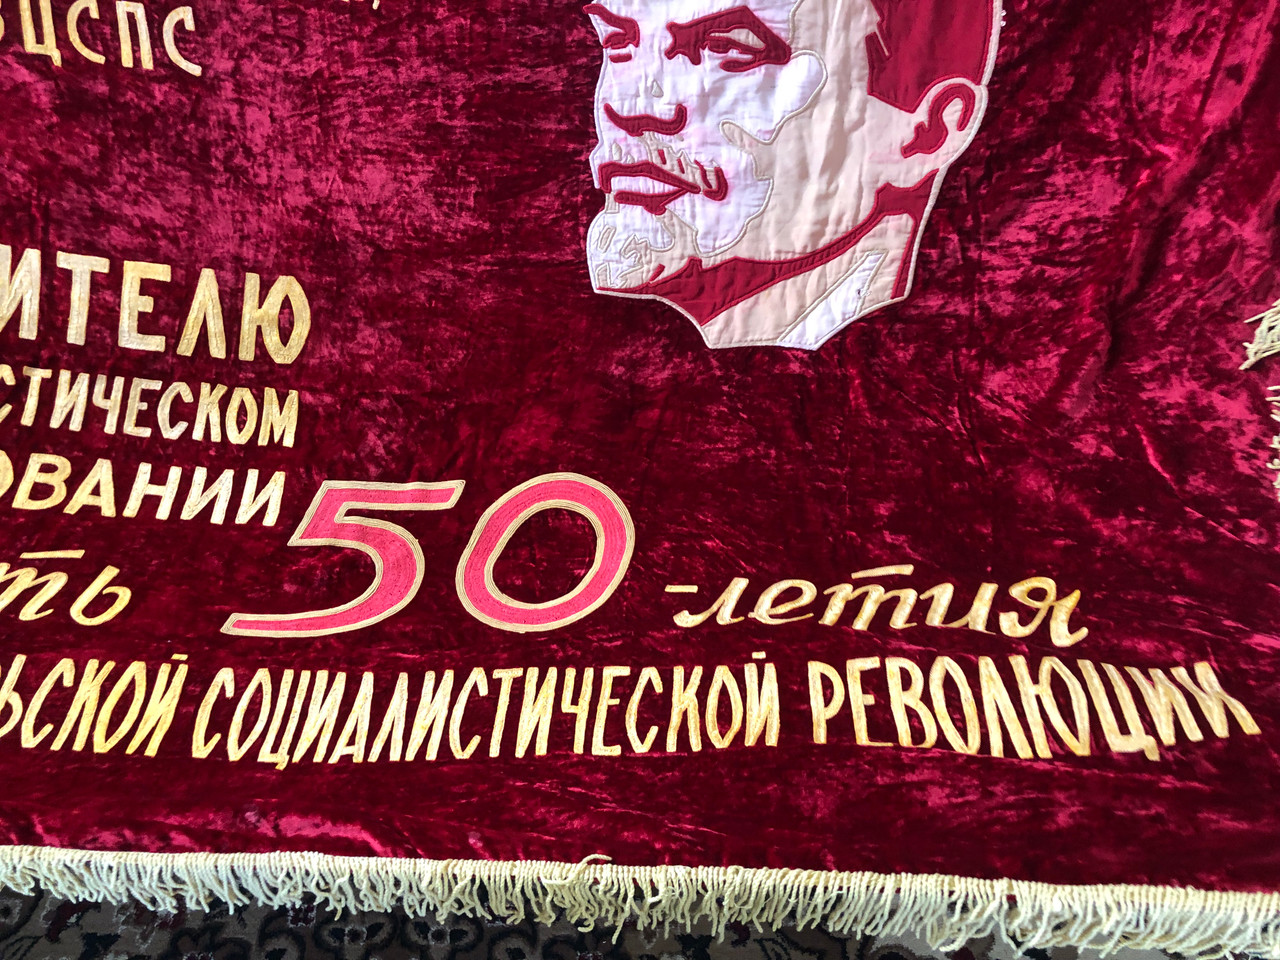 ВЦСПС
ИТЕЛЮ
СТИЧЕСКОМ
ОВАНИИ
ть 50-летия
ЬСКОЙ СОЦИАЛИСТИЧЕСКОЙ РЕВОЛЮЦИИ